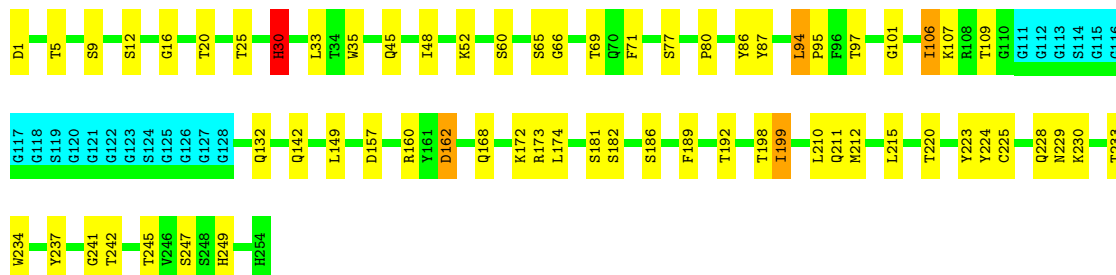 D1 T5 S9 S12 G16 T20 T25 H30 L33 T34 W35 Q45 I48 K52 S60 S65 G66 T69 Q70 F71 S77 P80 Y86 Y87 L94 P95 F96 T97 G101 I106 K107 R108 T109 G110 G111 G112 G113 S114 G115 G116
G117 G118 S119 G120 G121 G122 G123 S124 G125 G126 G127 G128 Q132 Q142 L149 D157 R160 Y161 D162 Q168 K172 R173 L174 S181 S182 S186 F189 T192 T198 I199 L210 Q211 M212 L215 T220 Y223 Y224 C225 Q228 N229 K230 T233
W234 Y237 G241 T242 T245 V246 S247 S248 H249 H254